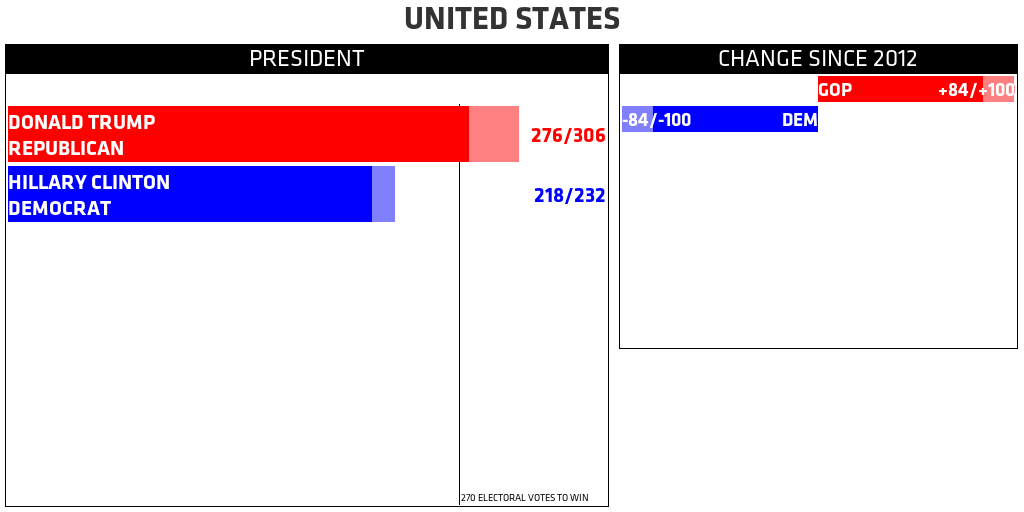 UNITED STATES
PRESIDENT
DONALD TRUMP
REPUBLICAN
276/306
HILLARY CLINTON
DEMOCRAT
218/232
270 ELECTORAL VOTES TO WIN
CHANGE SINCE 2012
GOP +84/+100
-84/-100 DEM